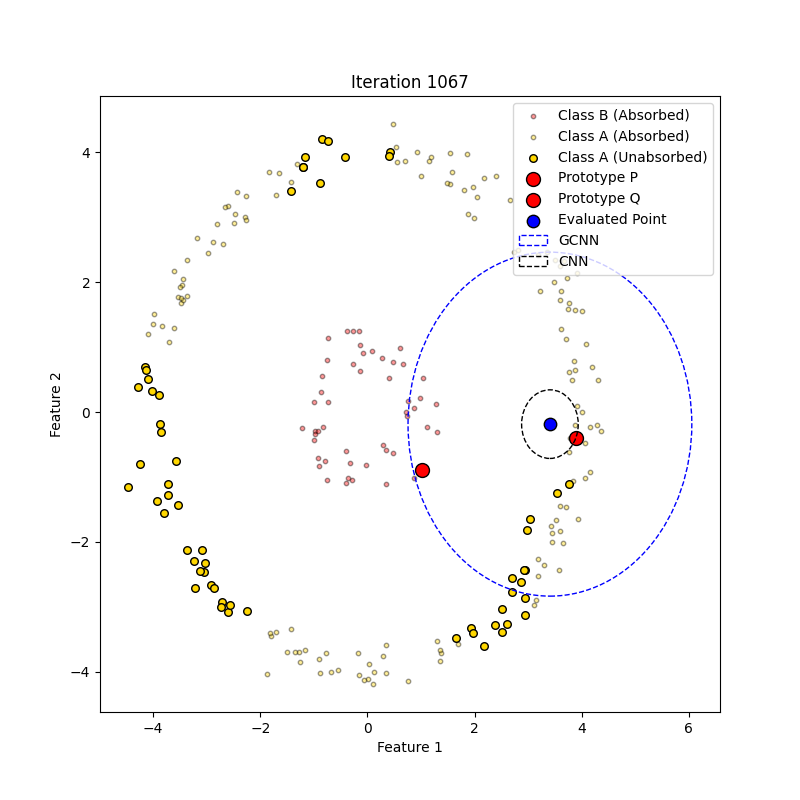 Iteration 1067
Class B (Absorbed)
Class A (Absorbed)
Class A (Unabsorbed)
Prototype P
Prototype Q
Evaluated Point
GCNN
CNN
4
2
0
−2
−4
Feature 2
−4
−2
0
2
4
6
Feature 1